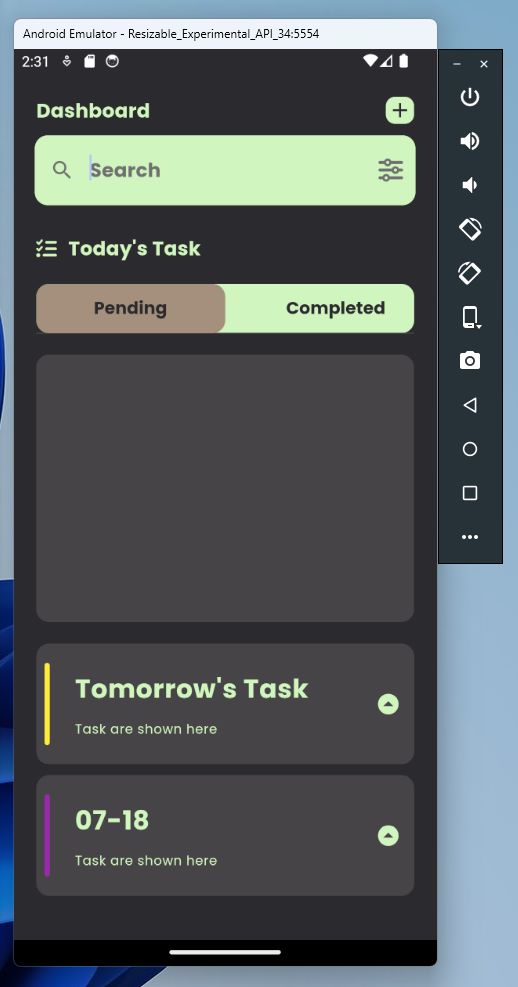 Android Emulator - Resizable_Experimental_API_34:5554
2:31
Dashboard
Search
Today's Task
Pending
Completed
Tomorrow's Task
Task are shown here
07-18
Task are shown here